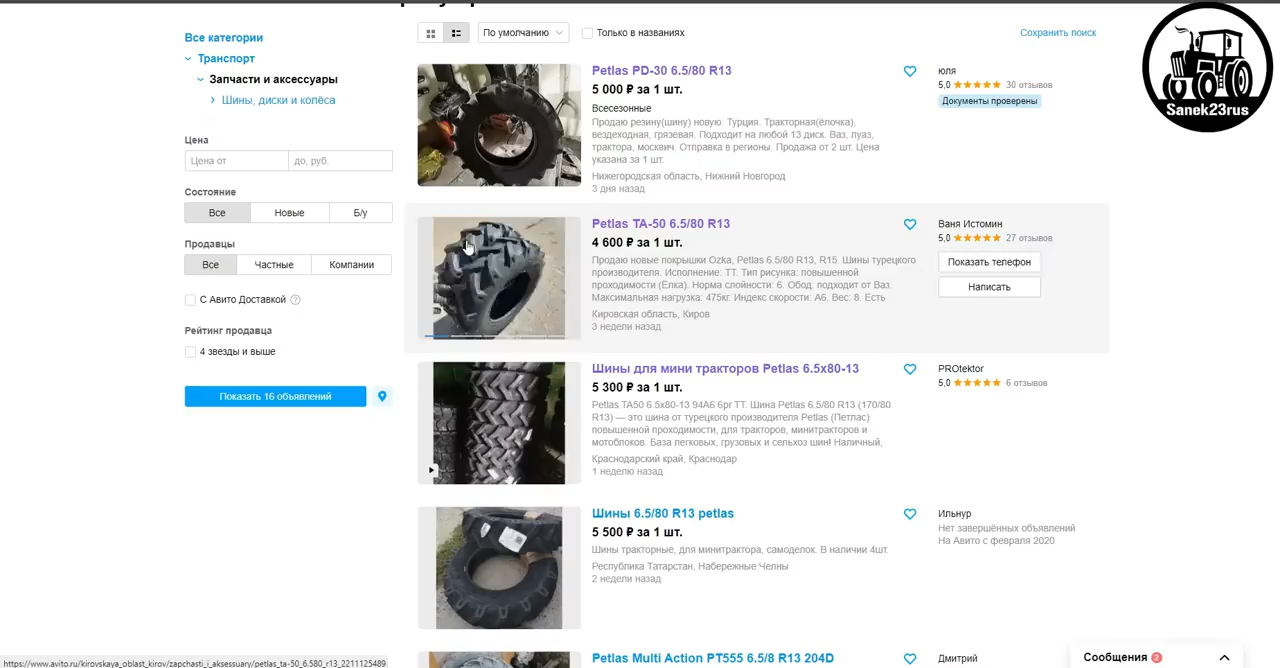 Все категории
Транспорт
Запчасти и аксессуары
Шины, диски и колёса
Цена
Цена от
до, руб.
Состояние
Все
Новые
Б/у
Продавцы
Все
Частные
Компании
С Авито Доставкой
Рейтинг продавца
4 звезды и выше
Показать 16 объявлений
По умолчанию
Только в названиях
Сохранить поиск
Sanek23rus
Petlas PD-30 6.5/80 R13
5 000 ₽ за 1 шт.
Всесезонные
Продаю резину(шину) новую. Турция. Тракторная(ёлочка),
вездеходная, грязевая. Подходит на любой 13 диск. Ваз, луаз,
трактора, москвич. Отправка в регионы. Продажа от 2 шт. Цена
указана за 1 шт.
Нижегородская область, Нижний Новгород
3 дня назад
юля
5,0 30 отзывов
Документы проверены
Petlas TA-50 6.5/80 R13
4 600 ₽ за 1 шт.
Продаю новые покрышки Ozka, Petlas 6.5/80 R13, R15. Шины турецкого
производителя. Исполнение: ТТ. Тип рисунка: повышенной
проходимости (Ёлка). Норма слойности: 6. Обод: подходит от Ваз.
Максимальная нагрузка: 475кг. Индекс скорости: А6. Вес: 8. Есть
Кировская область, Киров
3 недели назад
Ваня Истомин
5,0 27 отзывов
Показать телефон
Написать
Шины для мини тракторов Petlas 6.5x80-13
5 300 ₽ за 1 шт.
Petlas TA50 6.5x80-13 94A6 6pr TT. Шина Petlas 6.5/80 R13 (170/80
R13) — это шина от турецкого производителя Petlas (Петлас)
повышенной проходимости, для тракторов, минитракторов и
мотоблоков. База легковых, грузовых и сельхоз шин! Наличный,
Краснодарский край, Краснодар
1 неделю назад
PROtektor
5,0 6 отзывов
Шины 6.5/80 R13 petlas
5 500 ₽ за 1 шт.
Шины тракторные, для минитрактора, самоделок. В наличии 4шт.
Республика Татарстан, Набережные Челны
2 недели назад
Ильнур
Нет завершённых объявлений
На Авито с февраля 2020
Petlas Multi Action PT555 6.5/8 R13 204D
Дмитрий
Сообщения 2
https://www.avito.ru/kirovskaya_oblast_kirov/zapchasti_i_aksessuary/petlas_ta-50_6.580_r13_2211125489